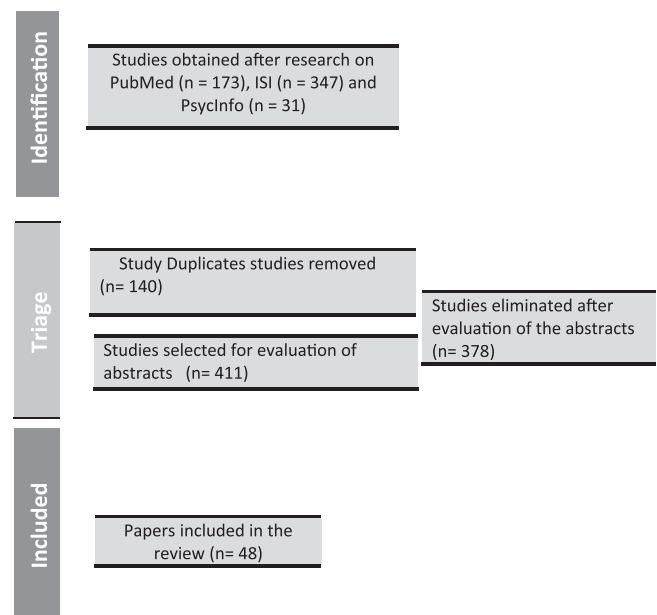 Identification
Studies obtained after research on
PubMed (n = 173), ISI (n = 347) and
PsycInfo (n = 31)
Triage
Study Duplicates studies removed
(n= 140)
Studies eliminated after
evaluation of the abstracts
(n= 378)
Studies selected for evaluation of
abstracts (n= 411)
Included
Papers included in the
review (n= 48)